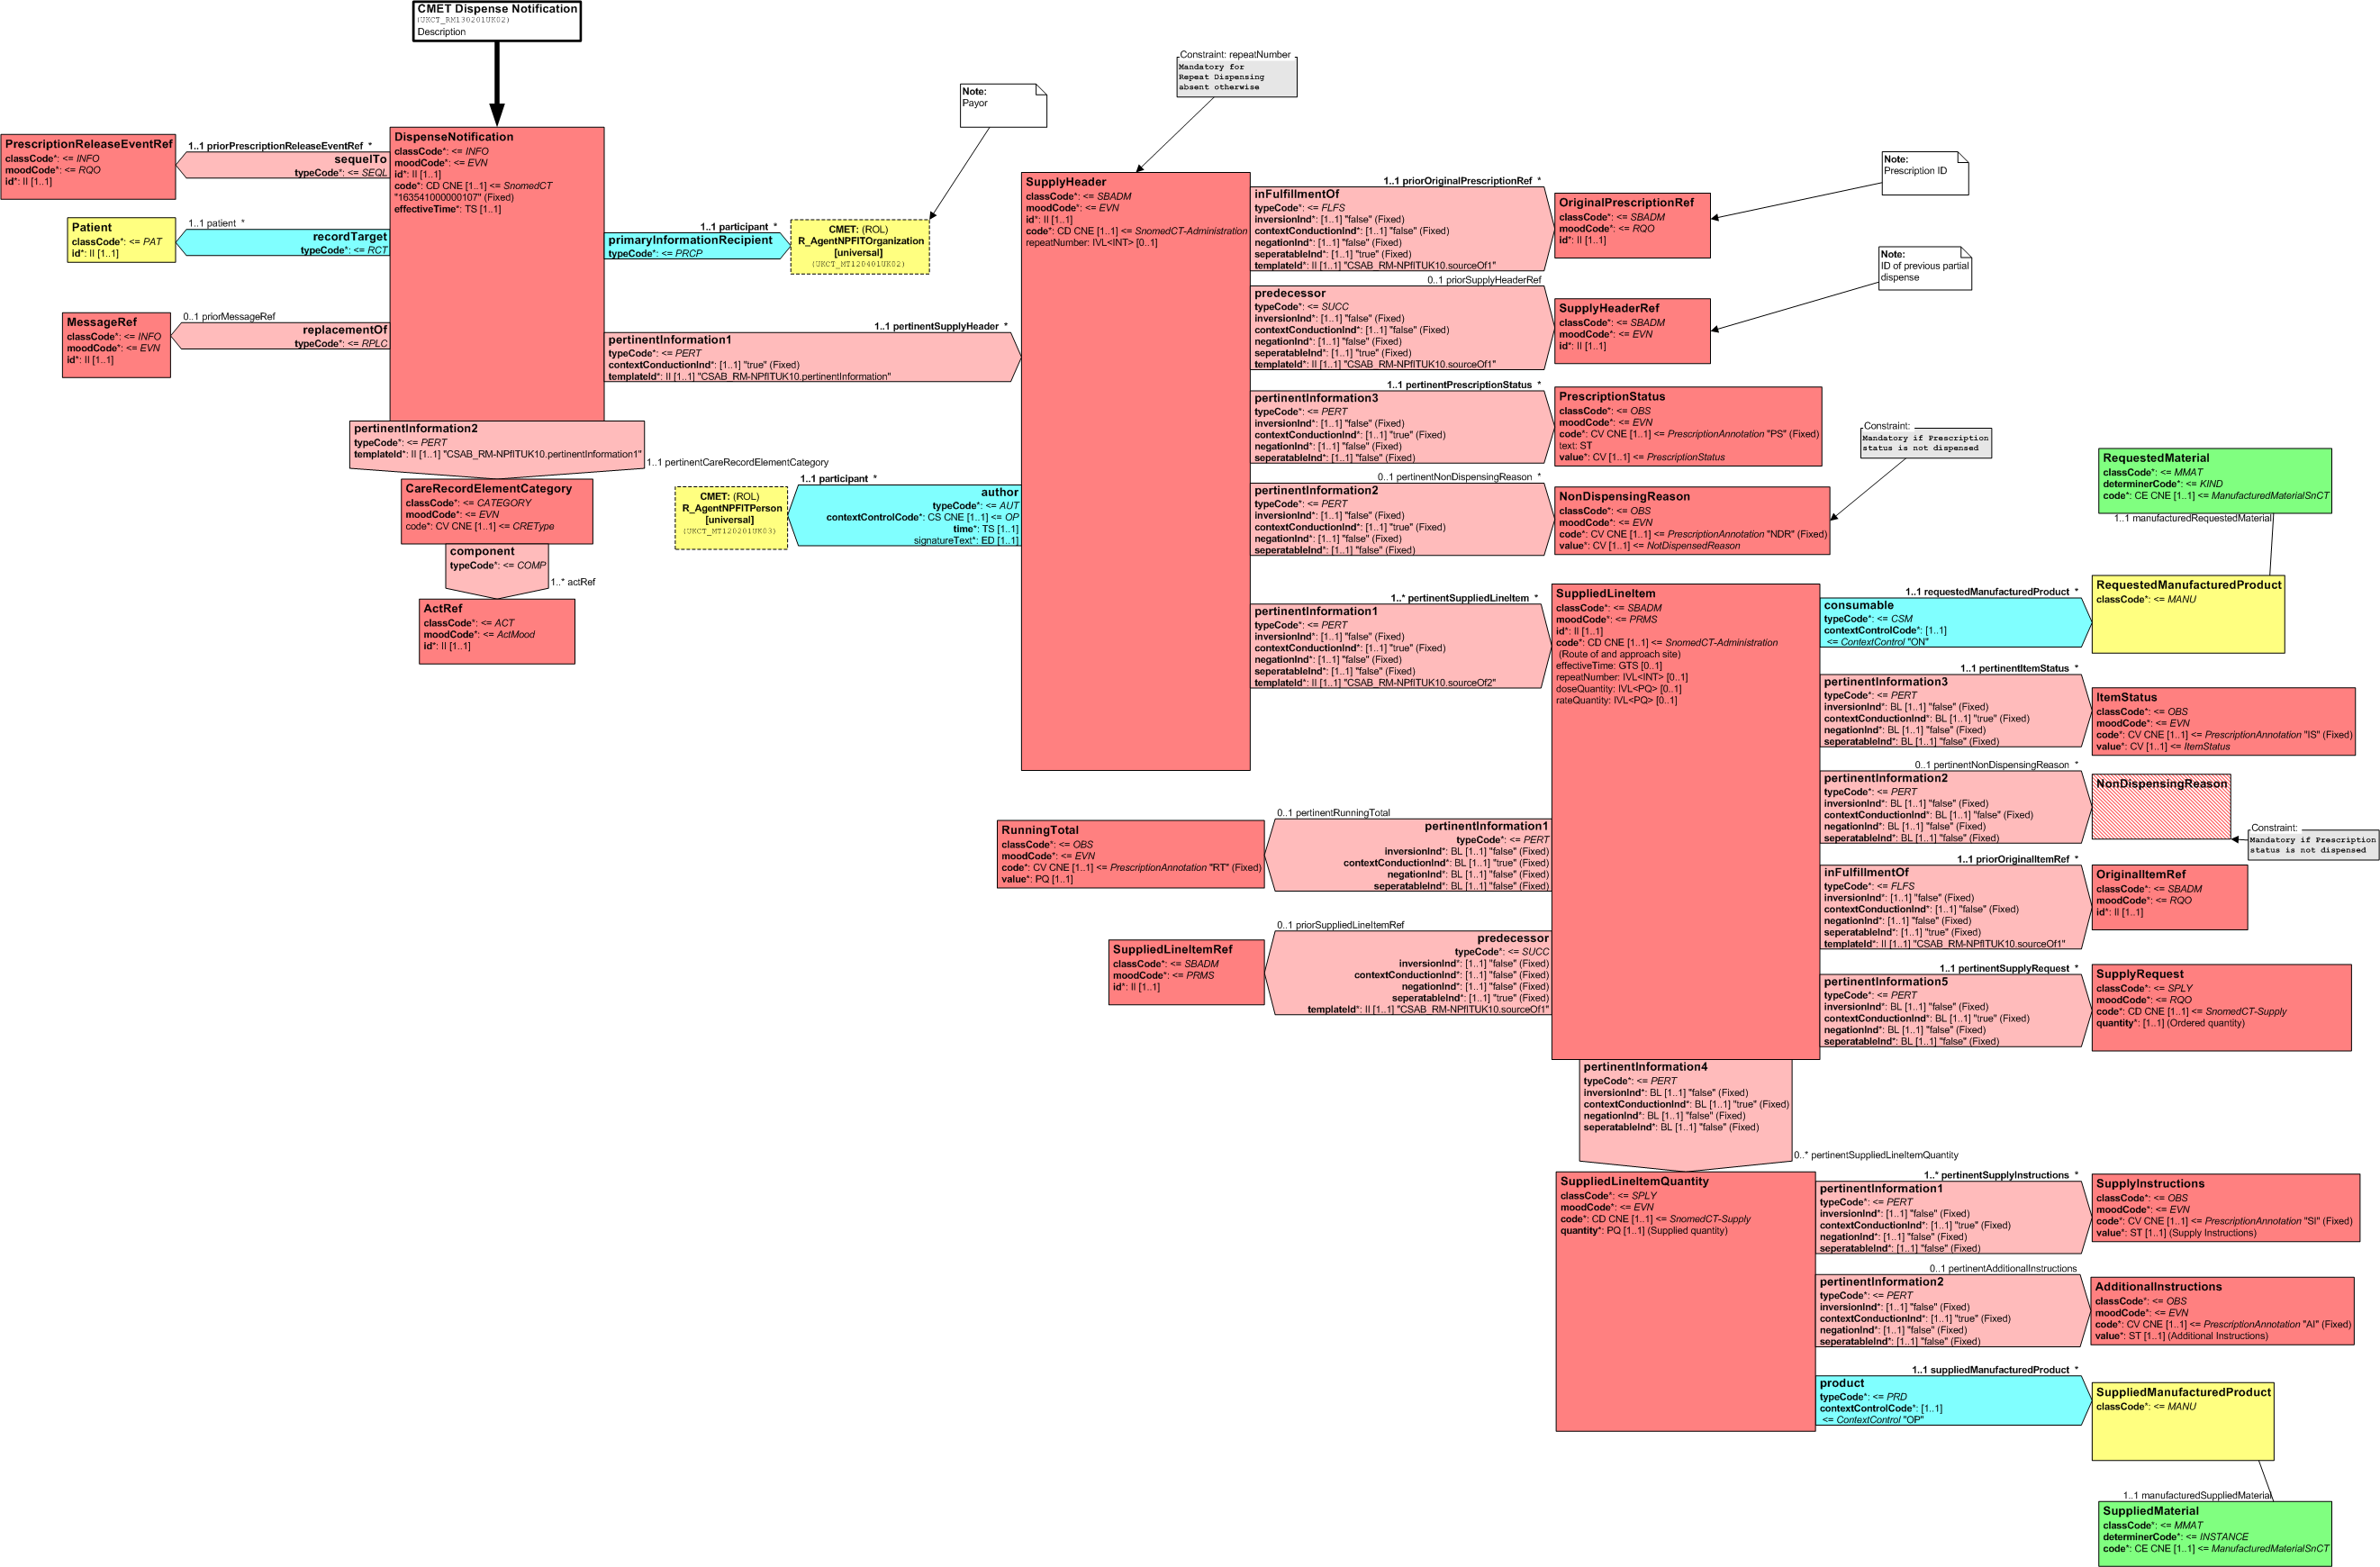 CMET Dispense Notification
(UKCT_RM130201UK02)
Description
Constraint: repeatNumber
Mandatory for
Repeat Dispensing
absent otherwise
Note:
Payor
PrescriptionReleaseEventRef
classCode*: <= INFO
moodCode*: <= RQO
id*: II [1..1]
1..1 priorPrescriptionReleaseEventRef *
sequelTo
typeCode*: <= SEQL
DispenseNotification
classCode*: <= INFO
moodCode*: <= EVN
id*: II [1..1]
code*: CD CNE [1..1] <= SnomedCT
"163541000000107" (Fixed)
effectiveTime*: TS [1..1]
Patient
classCode*: <= PAT
id*: II [1..1]
1..1 patient *
recordTarget
typeCode*: <= RCT
1..1 participant *
primaryInformationRecipient
typeCode*: <= PRCP
CMET: (ROL)
R_AgentNPFITOrganization
[universal]
(UKCT_MT120401UK02)
MessageRef
classCode*: <= INFO
moodCode*: <= EVN
id*: II [1..1]
0..1 priorMessageRef
replacementOf
typeCode*: <= RPLC
1..1 pertinentSupplyHeader *
pertinentInformation1
typeCode*: <= PERT
contextConductionInd*: [1..1] "true" (Fixed)
templateId*: II [1..1] "CSAB_RM-NPfITUK10.pertinentInformation"
pertinentInformation2
typeCode*: <= PERT
templateId*: II [1..1] "CSAB_RM-NPfITUK10.pertinentInformation1"
1..1 pertinentCareRecordElementCategory
CareRecordElementCategory
classCode*: <= CATEGORY
moodCode*: <= EVN
code*: CV CNE [1..1] <= CREType
component
typeCode*: <= COMP
1..* actRef
ActRef
classCode*: <= ACT
moodCode*: <= ActMood
id*: II [1..1]
CMET: (ROL)
R_AgentNPFITPerson
[universal]
(UKCT_MT120201UK03)
1..1 participant *
author
typeCode*: <= AUT
contextControlCode*: CS CNE [1..1] <= OP
time*: TS [1..1]
signatureText*: ED [1..1]
SupplyHeader
classCode*: <= SBADM
moodCode*: <= EVN
id*: II [1..1]
code*: CD CNE [1..1] <= SnomedCT-Administration
repeatNumber: IVL<INT> [0..1]
1..1 priorOriginalPrescriptionRef *
inFulfillmentOf
typeCode*: <= FLFS
inversionInd*: [1..1] "false" (Fixed)
contextConductionInd*: [1..1] "false" (Fixed)
negationInd*: [1..1] "false" (Fixed)
seperatableInd*: [1..1] "true" (Fixed)
templateId*: II [1..1] "CSAB_RM-NPfITUK10.sourceOf1"
OriginalPrescriptionRef
classCode*: <= SBADM
moodCode*: <= RQO
id*: II [1..1]
Note:
Prescription ID
0..1 priorSupplyHeaderRef
predecessor
typeCode*: <= SUCC
inversionInd*: [1..1] "false" (Fixed)
contextConductionInd*: [1..1] "false" (Fixed)
negationInd*: [1..1] "false" (Fixed)
seperatableInd*: [1..1] "true" (Fixed)
templateId*: II [1..1] "CSAB_RM-NPfITUK10.sourceOf1"
SupplyHeaderRef
classCode*: <= SBADM
moodCode*: <= EVN
id*: II [1..1]
Note:
ID of previous partial
dispense
1..1 pertinentPrescriptionStatus *
pertinentInformation3
typeCode*: <= PERT
inversionInd*: [1..1] "false" (Fixed)
contextConductionInd*: [1..1] "true" (Fixed)
negationInd*: [1..1] "false" (Fixed)
seperatableInd*: [1..1] "false" (Fixed)
PrescriptionStatus
classCode*: <= OBS
moodCode*: <= EVN
code*: CV CNE [1..1] <= PrescriptionAnnotation "PS" (Fixed)
text: ST
value*: CV [1..1] <= PrescriptionStatus
0..1 pertinentNonDispensingReason *
pertinentInformation2
typeCode*: <= PERT
inversionInd*: [1..1] "false" (Fixed)
contextConductionInd*: [1..1] "true" (Fixed)
negationInd*: [1..1] "false" (Fixed)
seperatableInd*: [1..1] "false" (Fixed)
NonDispensingReason
classCode*: <= OBS
moodCode*: <= EVN
code*: CV CNE [1..1] <= PrescriptionAnnotation "NDR" (Fixed)
value*: CV [1..1] <= NotDispensedReason
Constraint:
Mandatory if Prescription
status is not dispensed
1..* pertinentSuppliedLineItem *
pertinentInformation1
typeCode*: <= PERT
inversionInd*: [1..1] "false" (Fixed)
contextConductionInd*: [1..1] "true" (Fixed)
negationInd*: [1..1] "false" (Fixed)
seperatableInd*: [1..1] "false" (Fixed)
templateId*: II [1..1] "CSAB_RM-NPfITUK10.sourceOf2"
SuppliedLineItem
classCode*: <= SBADM
moodCode*: <= PRMS
id*: II [1..1]
code*: CD CNE [1..1] <= SnomedCT-Administration
(Route of and approach site)
effectiveTime: GTS [0..1]
repeatNumber: IVL<INT> [0..1]
doseQuantity: IVL<PQ> [0..1]
rateQuantity: IVL<PQ> [0..1]
RequestedMaterial
classCode*: <= MMAT
determinerCode*: <= KIND
code*: CE CNE [1..1] <= ManufacturedMaterialSnCT
1..1 manufacturedRequestedMaterial
RequestedManufacturedProduct
classCode*: <= MANU
1..1 requestedManufacturedProduct *
consumable
typeCode*: <= CSM
contextControlCode*: [1..1]
<= ContextControl "ON"
1..1 pertinentItemStatus *
pertinentInformation3
typeCode*: <= PERT
inversionInd*: BL [1..1] "false" (Fixed)
contextConductionInd*: BL [1..1] "true" (Fixed)
negationInd*: BL [1..1] "false" (Fixed)
seperatableInd*: BL [1..1] "false" (Fixed)
ItemStatus
classCode*: <= OBS
moodCode*: <= EVN
code*: CV CNE [1..1] <= PrescriptionAnnotation "IS" (Fixed)
value*: CV [1..1] <= ItemStatus
0..1 pertinentNonDispensingReason *
pertinentInformation2
typeCode*: <= PERT
inversionInd*: BL [1..1] "false" (Fixed)
contextConductionInd*: BL [1..1] "false" (Fixed)
negationInd*: BL [1..1] "false" (Fixed)
seperatableInd*: BL [1..1] "false" (Fixed)
NonDispensingReason
Constraint:
Mandatory if Prescription
status is not dispensed
0..1 pertinentRunningTotal
pertinentInformation1
typeCode*: <= PERT
inversionInd*: BL [1..1] "false" (Fixed)
contextConductionInd*: BL [1..1] "true" (Fixed)
negationInd*: BL [1..1] "false" (Fixed)
seperatableInd*: BL [1..1] "false" (Fixed)
RunningTotal
classCode*: <= OBS
moodCode*: <= EVN
code*: CV CNE [1..1] <= PrescriptionAnnotation "RT" (Fixed)
value*: PQ [1..1]
1..1 priorOriginalItemRef *
inFulfillmentOf
typeCode*: <= FLFS
inversionInd*: [1..1] "false" (Fixed)
contextConductionInd*: [1..1] "false" (Fixed)
negationInd*: [1..1] "false" (Fixed)
seperatableInd*: [1..1] "true" (Fixed)
templateId*: II [1..1] "CSAB_RM-NPfITUK10.sourceOf1"
OriginalItemRef
classCode*: <= SBADM
moodCode*: <= RQO
id*: II [1..1]
0..1 priorSuppliedLineItemRef
predecessor
typeCode*: <= SUCC
inversionInd*: [1..1] "false" (Fixed)
contextConductionInd*: [1..1] "false" (Fixed)
negationInd*: [1..1] "false" (Fixed)
seperatableInd*: [1..1] "true" (Fixed)
templateId*: II [1..1] "CSAB_RM-NPfITUK10.sourceOf1"
SuppliedLineItemRef
classCode*: <= SBADM
moodCode*: <= PRMS
id*: II [1..1]
1..1 pertinentSupplyRequest *
pertinentInformation5
typeCode*: <= PERT
inversionInd*: BL [1..1] "false" (Fixed)
contextConductionInd*: BL [1..1] "true" (Fixed)
negationInd*: BL [1..1] "false" (Fixed)
seperatableInd*: BL [1..1] "false" (Fixed)
SupplyRequest
classCode*: <= SPLY
moodCode*: <= RQO
code*: CD CNE [1..1] <= SnomedCT-Supply
quantity*: [1..1] (Ordered quantity)
pertinentInformation4
typeCode*: <= PERT
inversionInd*: BL [1..1] "false" (Fixed)
contextConductionInd*: BL [1..1] "true" (Fixed)
negationInd*: BL [1..1] "false" (Fixed)
seperatableInd*: BL [1..1] "false" (Fixed)
0..* pertinentSuppliedLineItemQuantity
SuppliedLineItemQuantity
classCode*: <= SPLY
moodCode*: <= EVN
code*: CD CNE [1..1] <= SnomedCT-Supply
quantity*: PQ [1..1] (Supplied quantity)
1..* pertinentSupplyInstructions *
pertinentInformation1
typeCode*: <= PERT
inversionInd*: [1..1] "false" (Fixed)
contextConductionInd*: [1..1] "true" (Fixed)
negationInd*: [1..1] "false" (Fixed)
seperatableInd*: [1..1] "false" (Fixed)
SupplyInstructions
classCode*: <= OBS
moodCode*: <= EVN
code*: CV CNE [1..1] <= PrescriptionAnnotation "SI" (Fixed)
value*: ST [1..1] (Supply Instructions)
0..1 pertinentAdditionalInstructions
pertinentInformation2
typeCode*: <= PERT
inversionInd*: [1..1] "false" (Fixed)
contextConductionInd*: [1..1] "true" (Fixed)
negationInd*: [1..1] "false" (Fixed)
seperatableInd*: [1..1] "false" (Fixed)
AdditionalInstructions
classCode*: <= OBS
moodCode*: <= EVN
code*: CV CNE [1..1] <= PrescriptionAnnotation "AI" (Fixed)
value*: ST [1..1] (Additional Instructions)
1..1 suppliedManufacturedProduct *
product
typeCode*: <= PRD
contextControlCode*: [1..1]
<= ContextControl "OP"
SuppliedManufacturedProduct
classCode*: <= MANU
1..1 manufacturedSuppliedMaterial
SuppliedMaterial
classCode*: <= MMAT
determinerCode*: <= INSTANCE
code*: CE CNE [1..1] <= ManufacturedMaterialSnCT